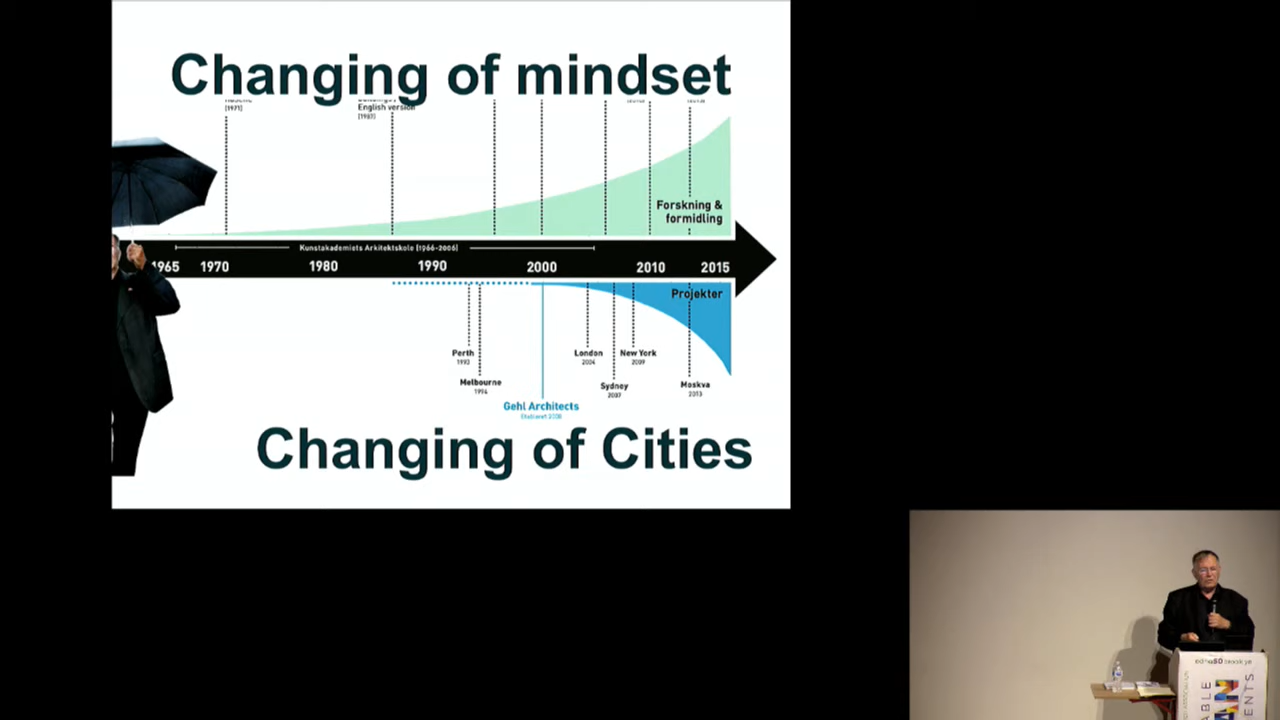 Changing of mindset
[1971]
English version
[1987]
Forskning &
formidling
Kunstakademiets Arkitektskole [1966-2006]
1965 1970 1980 1990 2000 2010 2015
Projekter
Perth
1993
London
2004
New York
2009
Melbourne
1994
Sydney
2007
Moskva
2013
Gehl Architects
Changing of Cities